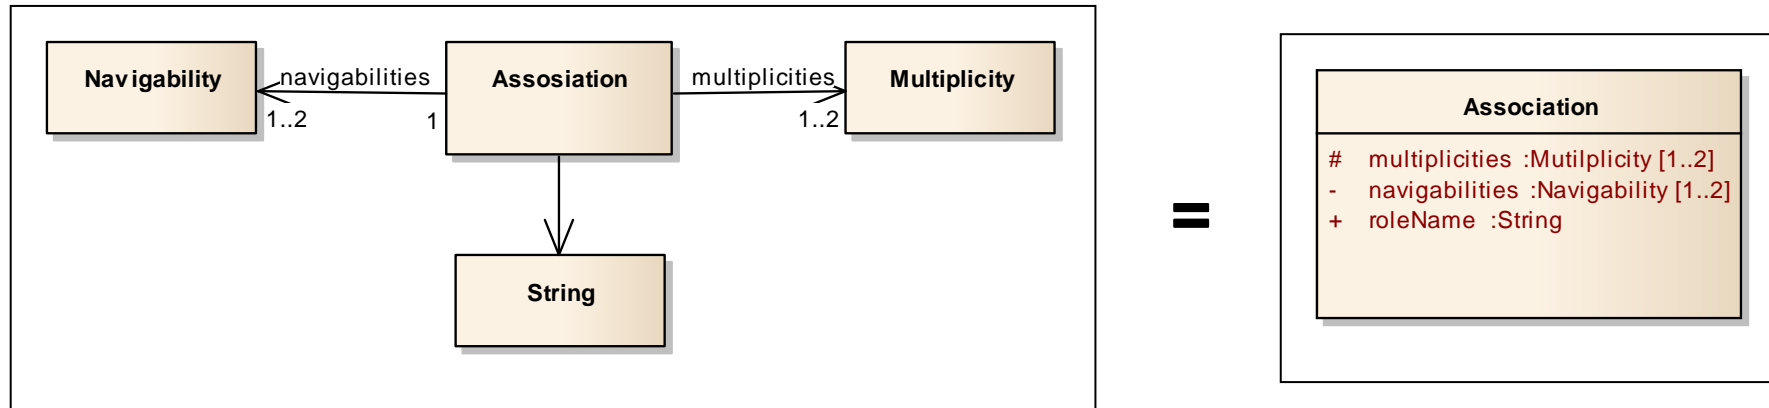 Navigability
navigabilities
1..2
1
Assosiation
multiplicities
1..2
Multiplicity
String
=
Association
# multiplicities :Mutilplicity [1..2]
- navigabilities :Navigability [1..2]
+ roleName :String